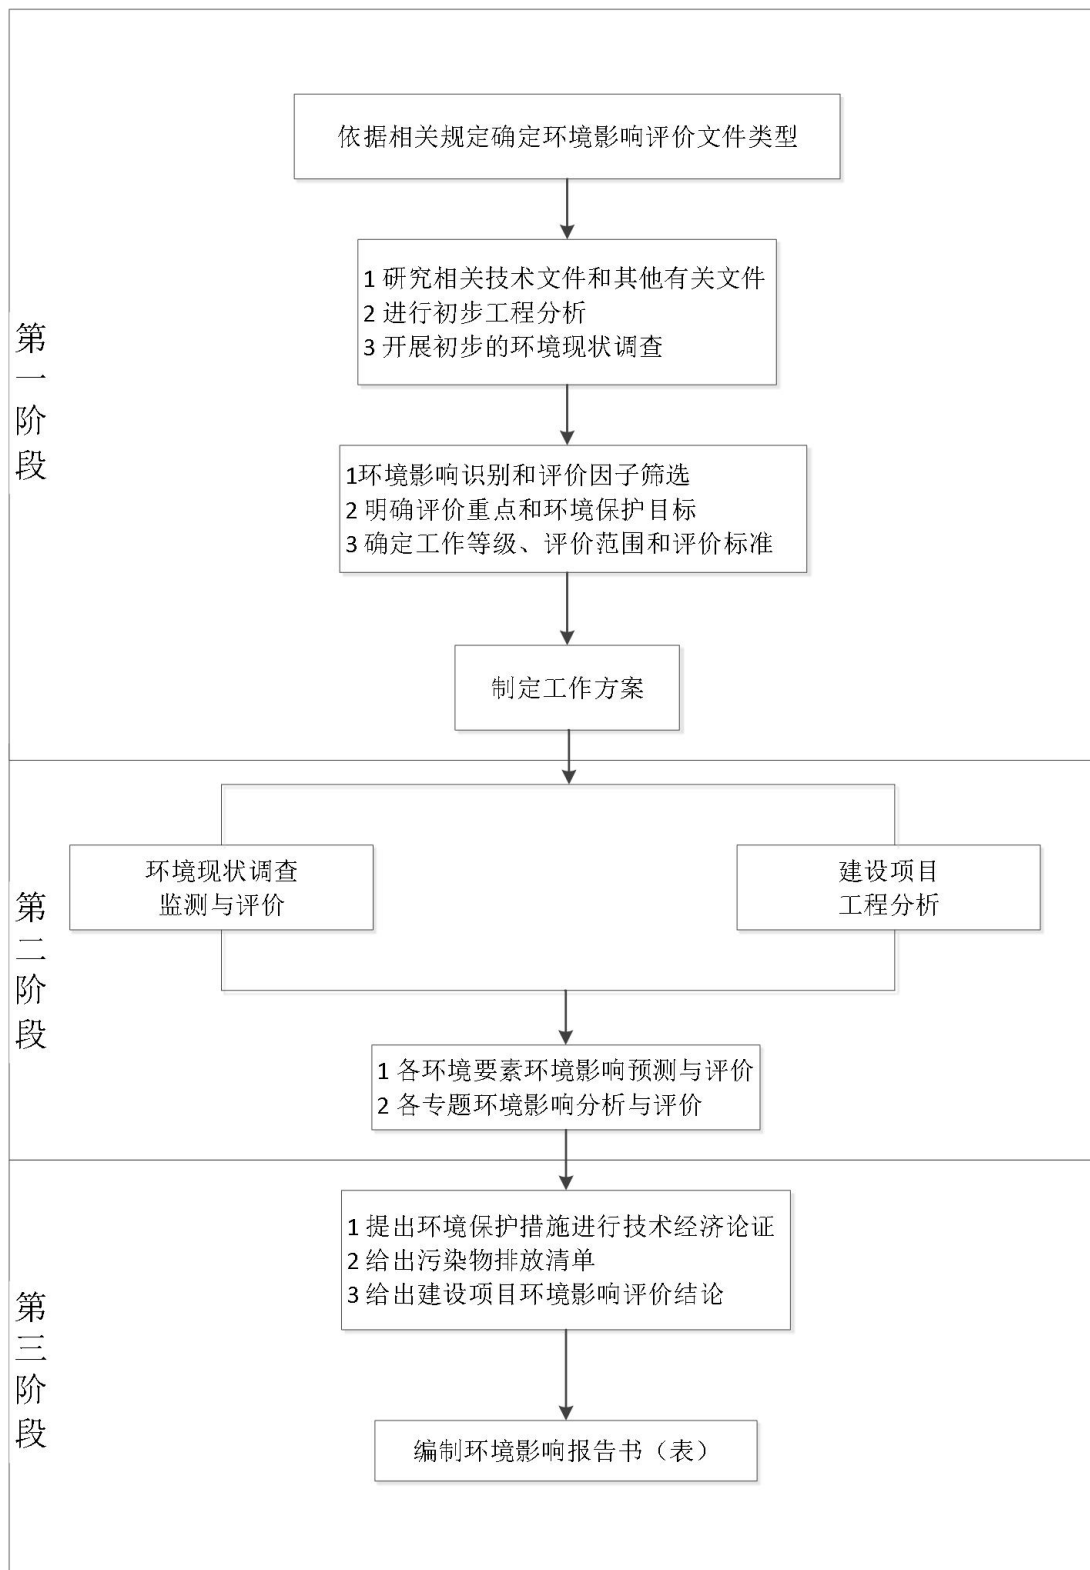 第一阶段
依据相关规定确定环境影响评价文件类型
1 研究相关技术文件和其他有关文件
2 进行初步工程分析
3 开展初步的环境现状调查
1环境影响识别和评价因子筛选
2 明确评价重点和环境保护目标
3 确定工作等级、评价范围和评价标准
制定工作方案
第二阶段
环境现状调查
监测与评价
建设项目
工程分析
1 各环境要素环境影响预测与评价
2 各专题环境影响分析与评价
第三阶段
1 提出环境保护措施进行技术经济论证
2 给出污染物排放清单
3 给出建设项目环境影响评价结论
编制环境影响报告书（表）